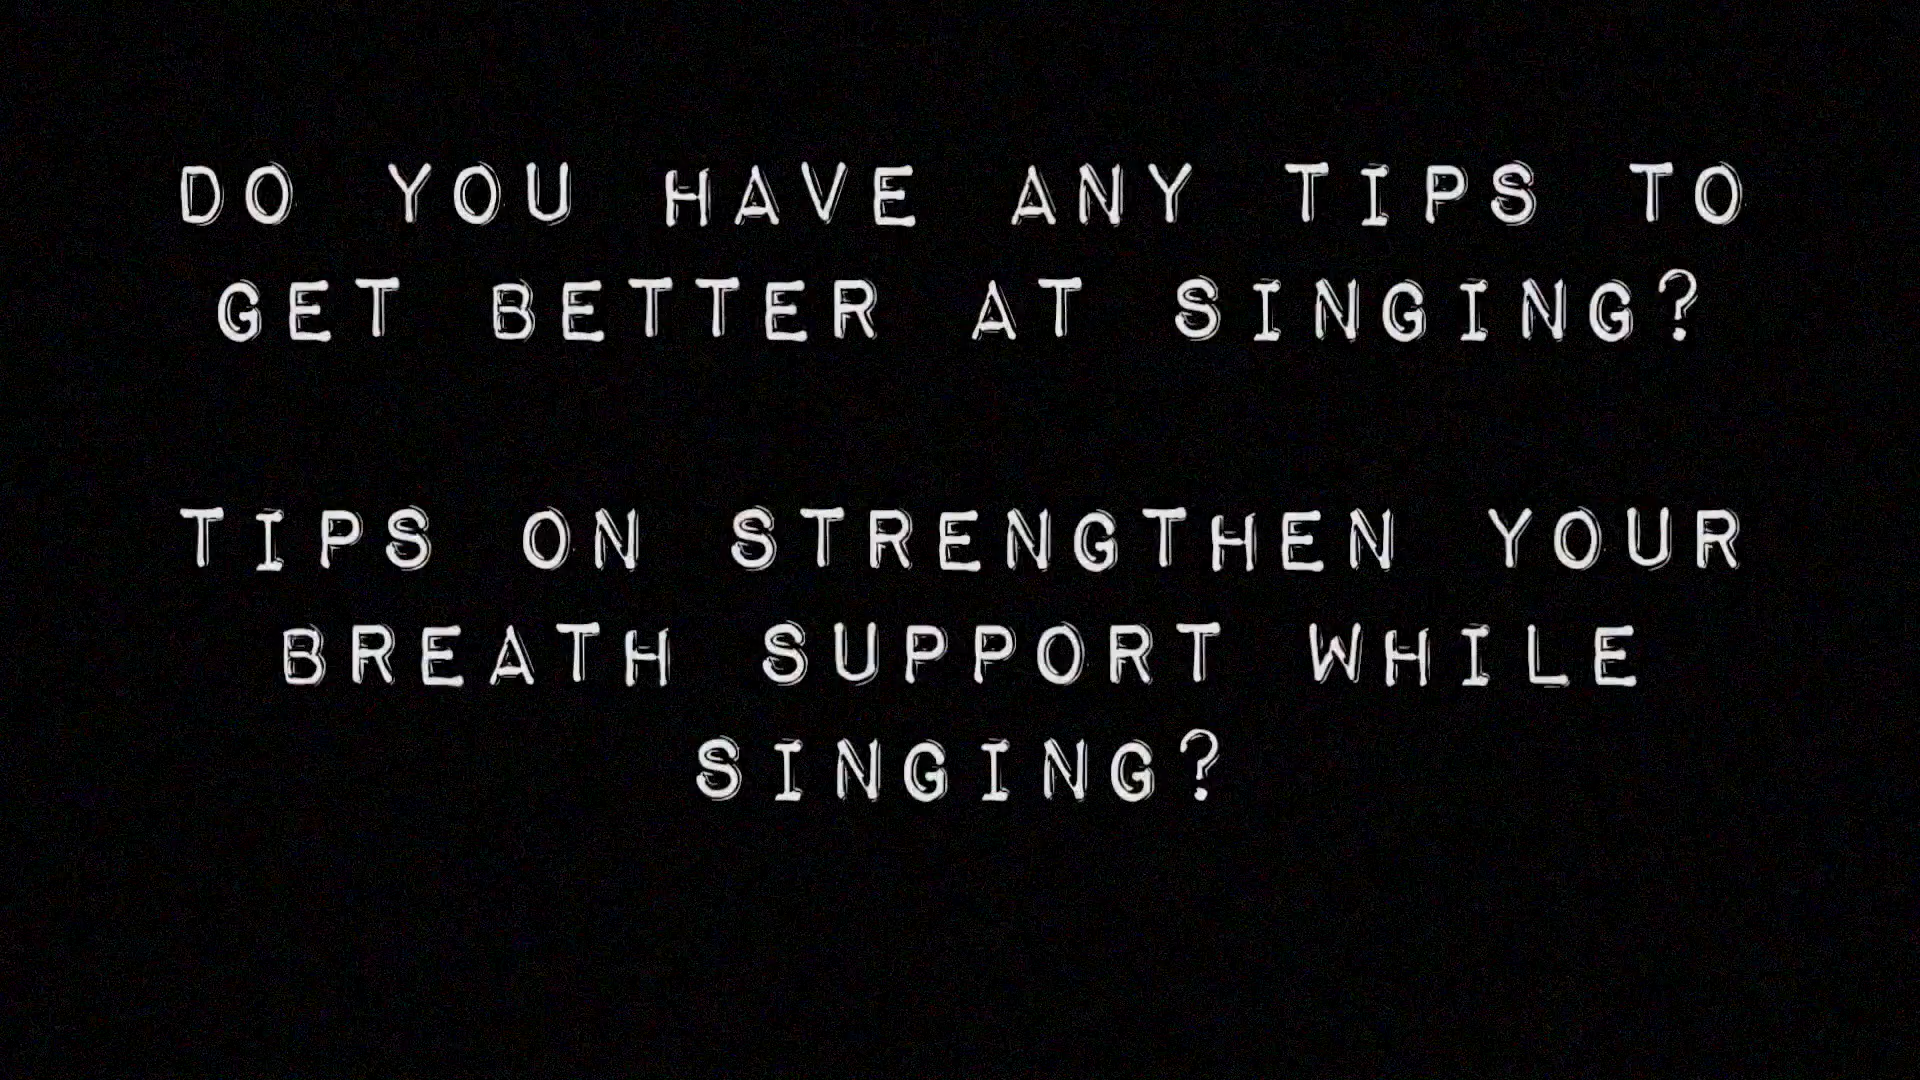 DO YOU HAVE ANY TIPS TO
GET BETTER AT SINGING?
TIPS ON STRENGTHEN YOUR
BREATH SUPPORT WHILE
SINGING?